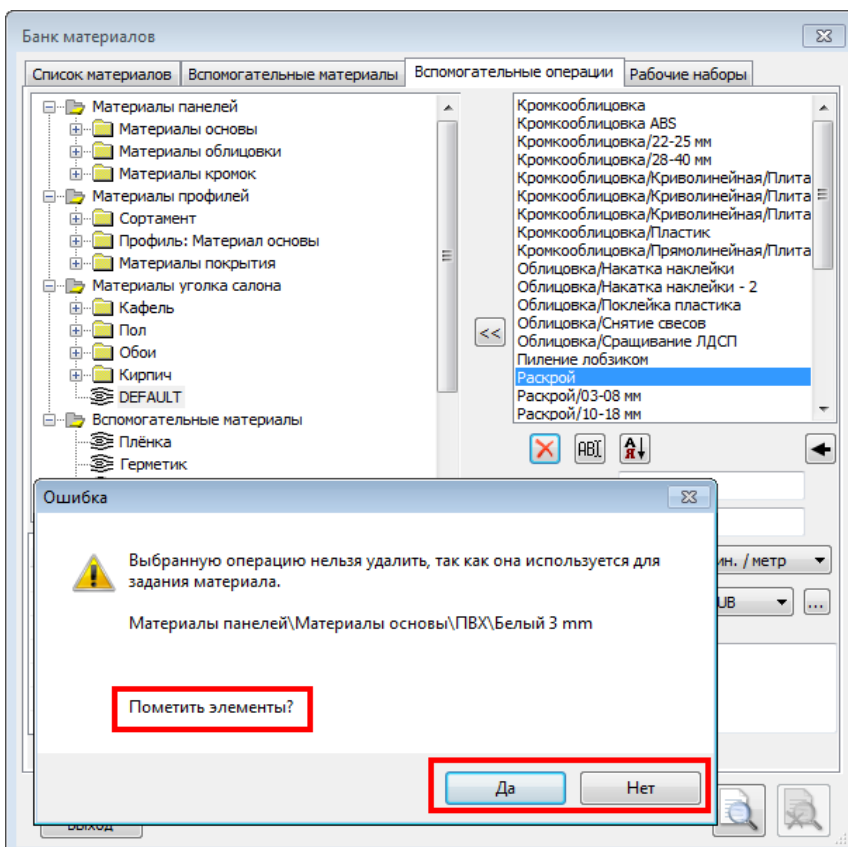 Банк материалов
Список материалов
Вспомогательные материалы
Вспомогательные операции
Рабочие наборы
Материалы панелей
Материалы основы
Материалы облицовки
Материалы кромок
Материалы профилей
Сортамент
Профиль: Материал основы
Материалы покрытия
Материалы уголка салона
Кафель
Пол
Обои
Кирпич
DEFAULT
Вспомогательные материалы
Плёнка
Герметик
<<
Кромкооблицовка
Кромкооблицовка ABS
Кромкооблицовка/22-25 мм
Кромкооблицовка/28-40 мм
Кромкооблицовка/Криволинейная/Плита
Кромкооблицовка/Криволинейная/Плита
Кромкооблицовка/Криволинейная/Плита
Кромкооблицовка/Пластик
Кромкооблицовка/Прямолинейная/Плита
Облицовка/Накатка наклейки
Облицовка/Накатка наклейки - 2
Облицовка/Поклейка пластика
Облицовка/Снятие свесов
Облицовка/Сращивание ЛДСП
Пиление лобзиком
Раскрой
Раскрой/03-08 мм
Раскрой/10-18 мм
ABI
А
Я
ин. / метр
UB
...
Ошибка
Выбранную операцию нельзя удалить, так как она используется для
задания материала.
Материалы панелей\Материалы основы\ПВХ\Белый 3 mm
Пометить элементы?
Да
Нет
Выход